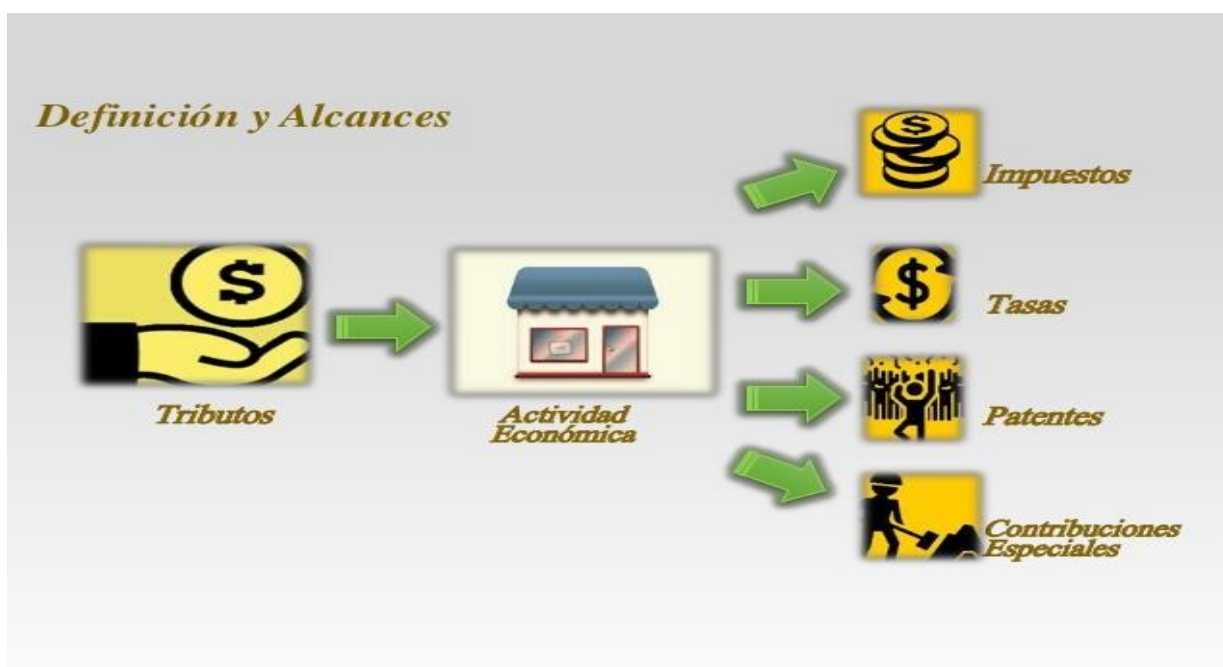 Definición y Alcances
Impuestos
Tasas
Tributos
Actividad
Económica
Patentes
Contribuciones
Especiales